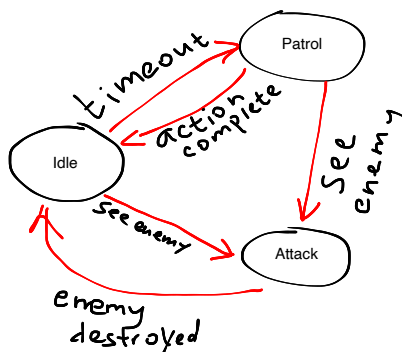 Patrol
timeout
action
complete
see
enemy
Idle
see enemy
Attack
enemy
destroyed